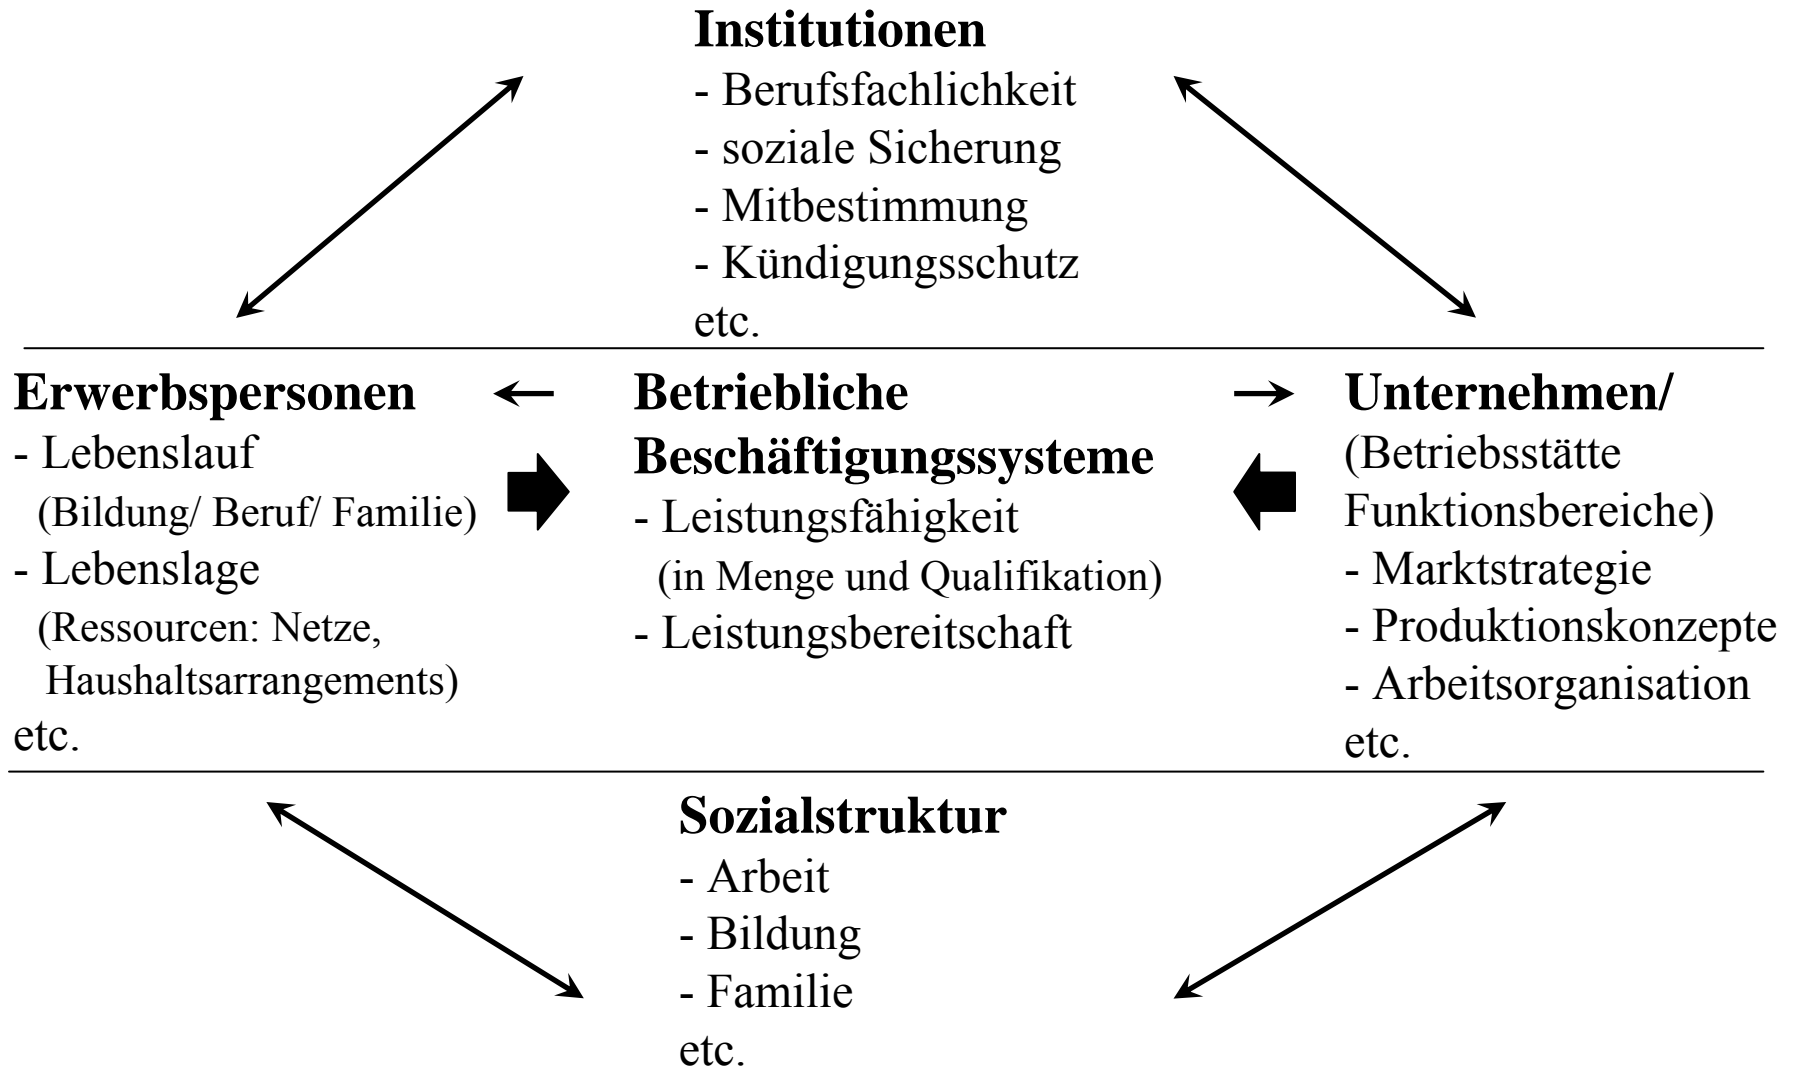 Institutionen
- Berufsfachlichkeit
- soziale Sicherung
- Mitbestimmung
- Kündigungsschutz
etc.
Erwerbspersonen
- Lebenslauf
(Bildung/ Beruf/ Familie)
- Lebenslage
(Ressourcen: Netze,
Haushaltsarrangements)
etc.
Betriebliche
Beschäftigungssysteme
- Leistungsfähigkeit
(in Menge und Qualifikation)
- Leistungsbereitschaft
Unternehmen/
(Betriebsstätte
Funktionsbereiche)
- Marktstrategie
- Produktionskonzepte
- Arbeitsorganisation
etc.
Sozialstruktur
- Arbeit
- Bildung
- Familie
etc.